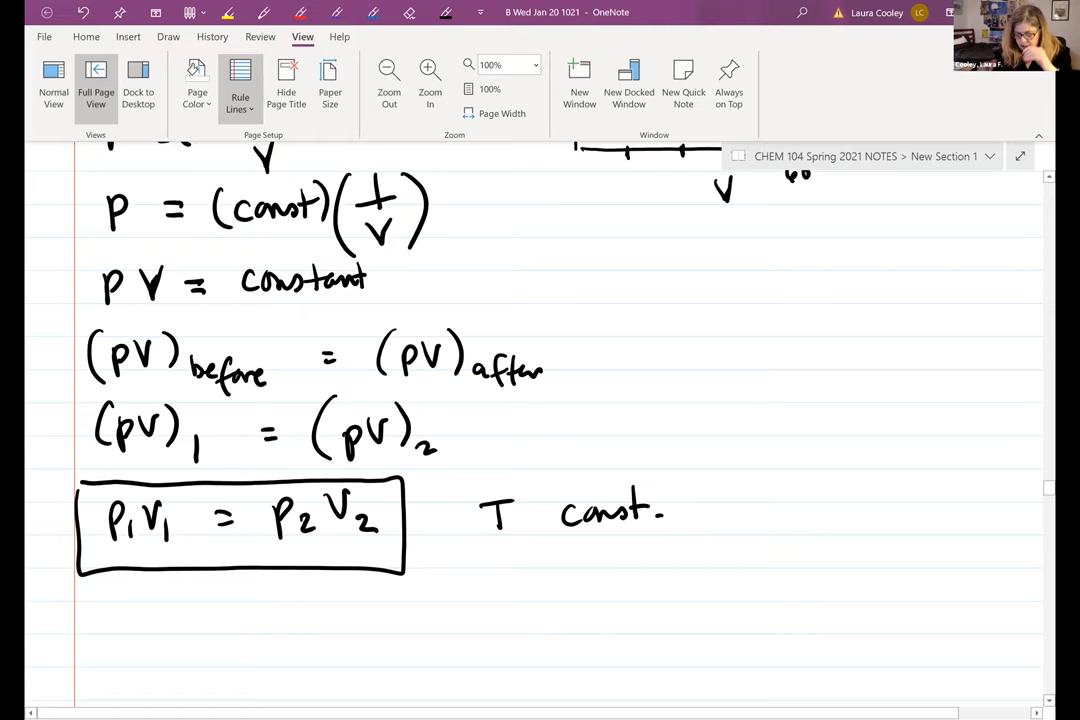 B Wed Jan 20 1021 - OneNote
Laura Cooley LC
Cooley, Laura F.
File Home Insert Draw History Review View Help
Normal View
Full Page View
Dock to Desktop
Page Color
Rule Lines
Hide Page Title
Paper Size
Zoom Out
Zoom In
100%
100%
Page Width
New Window
New Docked Window
New Quick Note
Always on Top
Views Page Setup Zoom Window
CHEM 104 Spring 2021 NOTES > New Section 1
V
V
60
p = (const)(1/V)
pV = constant
(pV)before = (pV)after
(pV)1 = (pV)2
p1V1 = p2V2 T const.